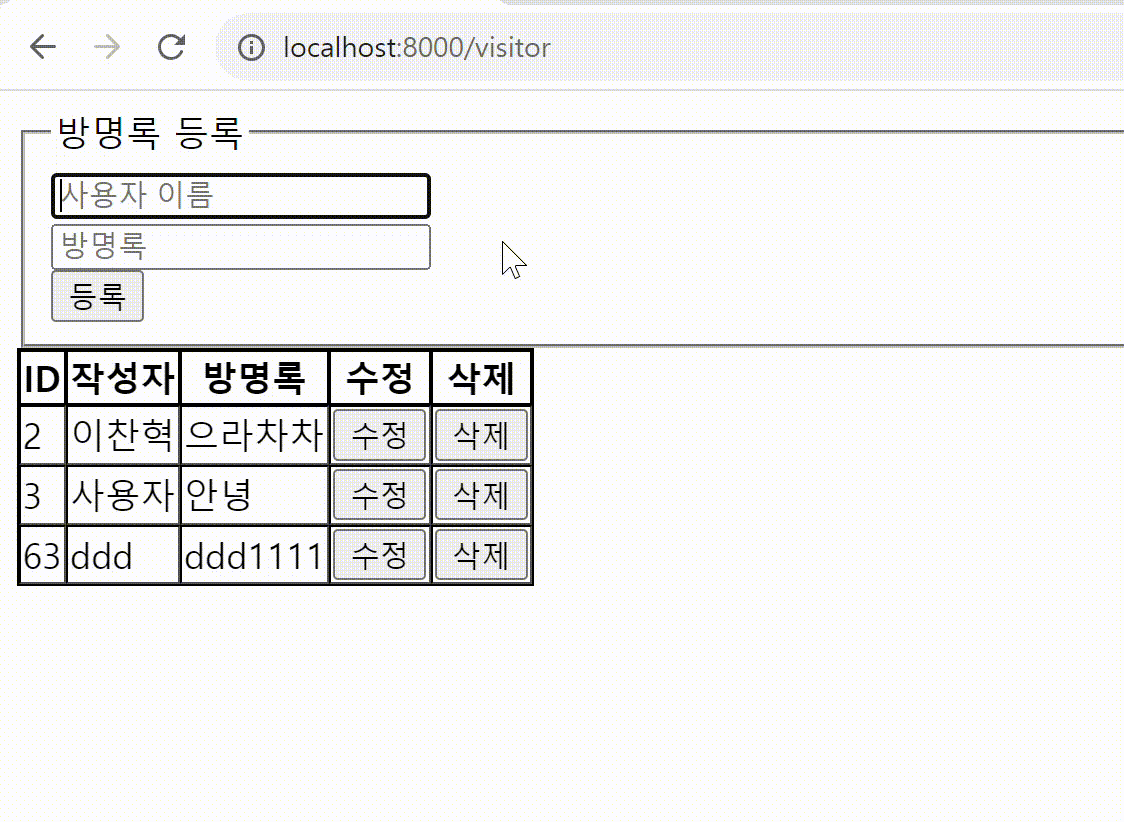 localhost:8000/visitor
방명록 등록
사용자 이름
방명록
등록
ID 작성자 방명록 수정 삭제
2 이찬혁 으라차차 수정 삭제
3 사용자 안녕 수정 삭제
63 ddd ddd1111 수정 삭제